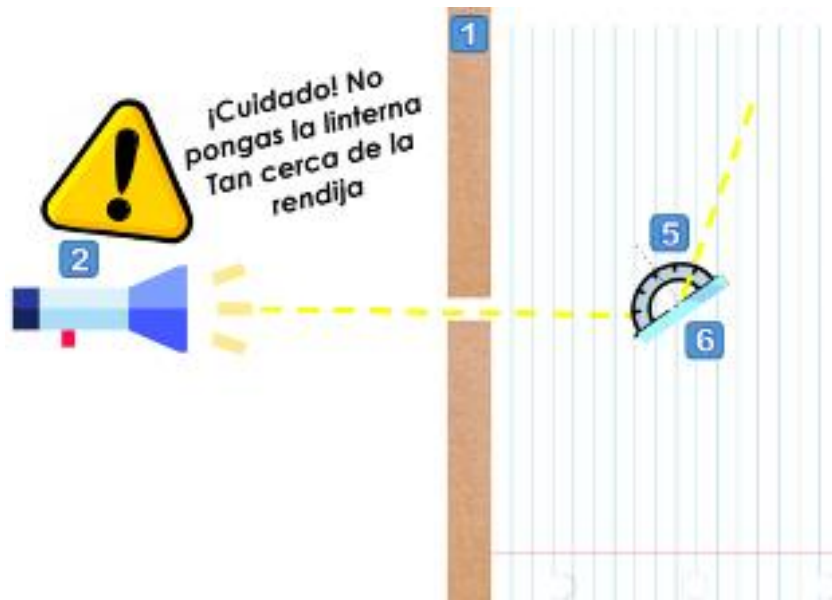 ¡Cuidado! No
pongas la linterna
Tan cerca de la
rendija
1
2
5
6